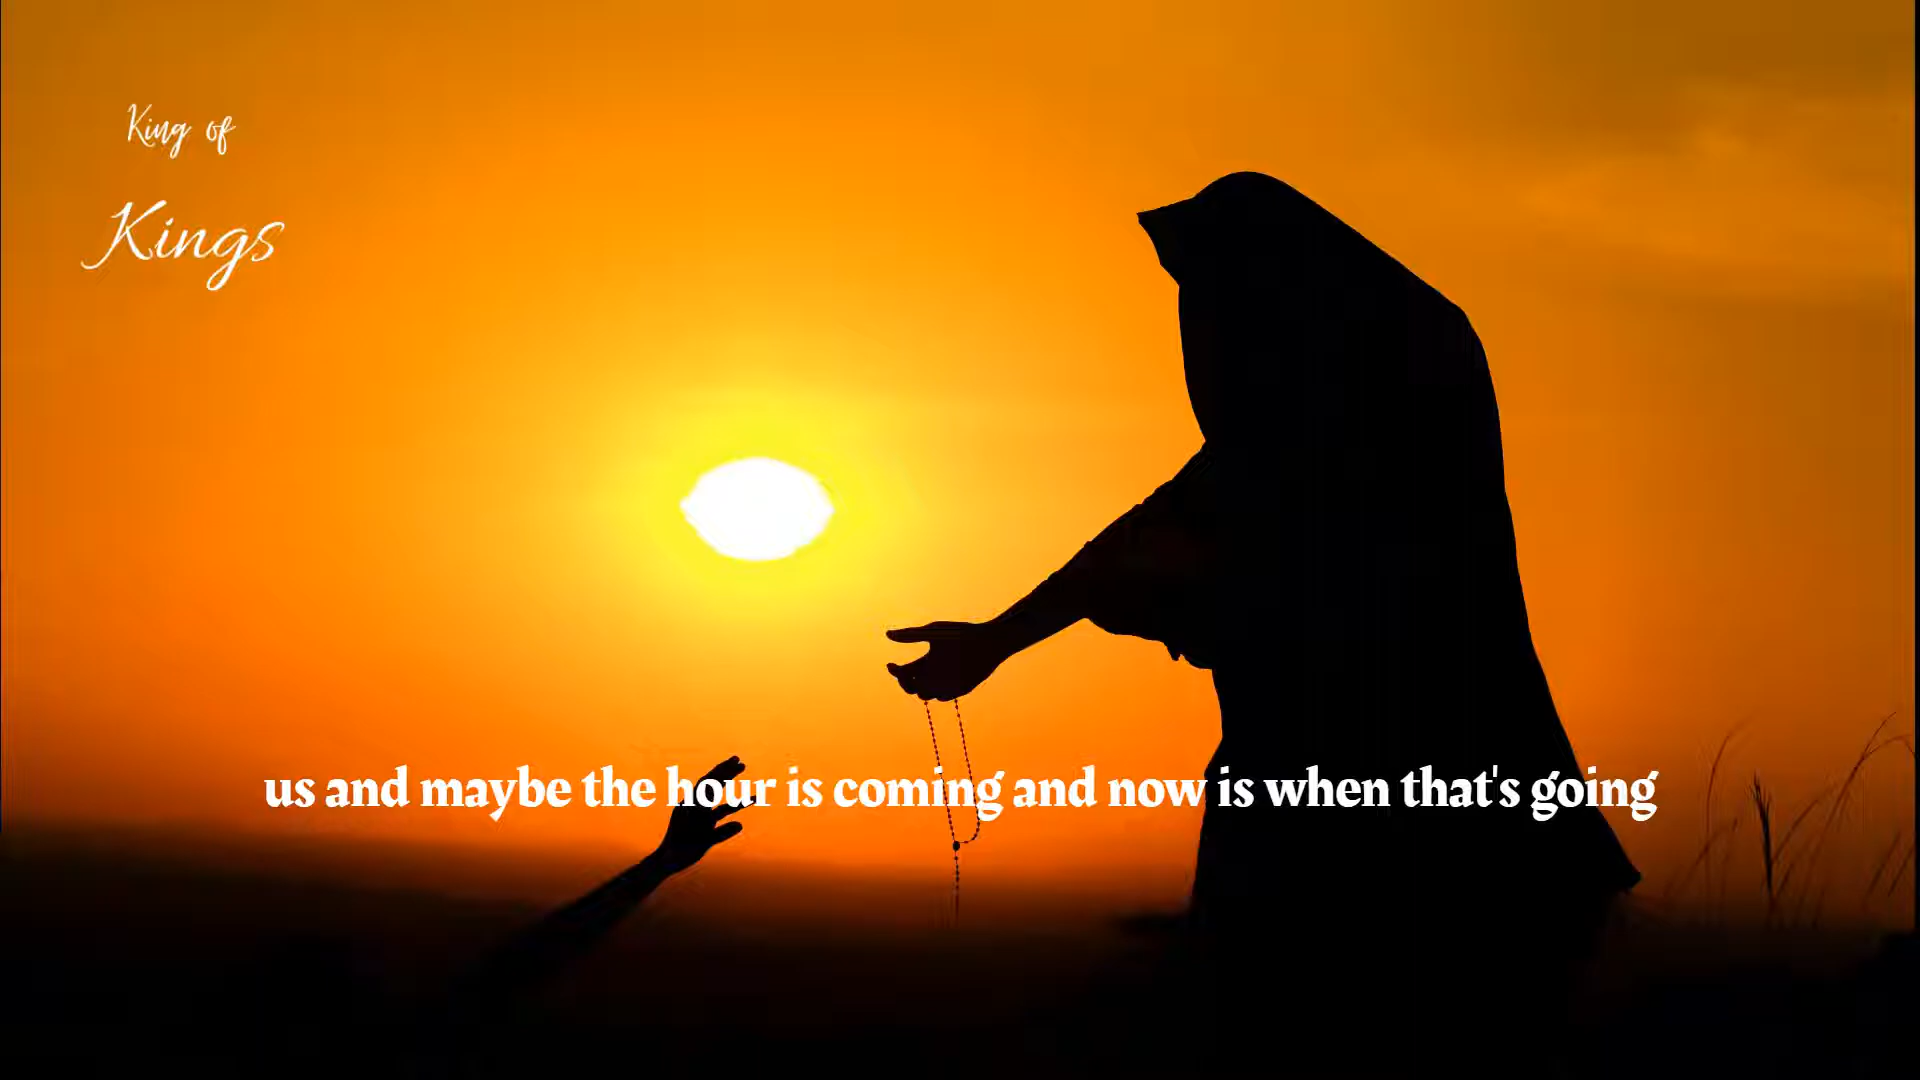 King of
Kings
us and maybe the hour is coming and now is when that's going